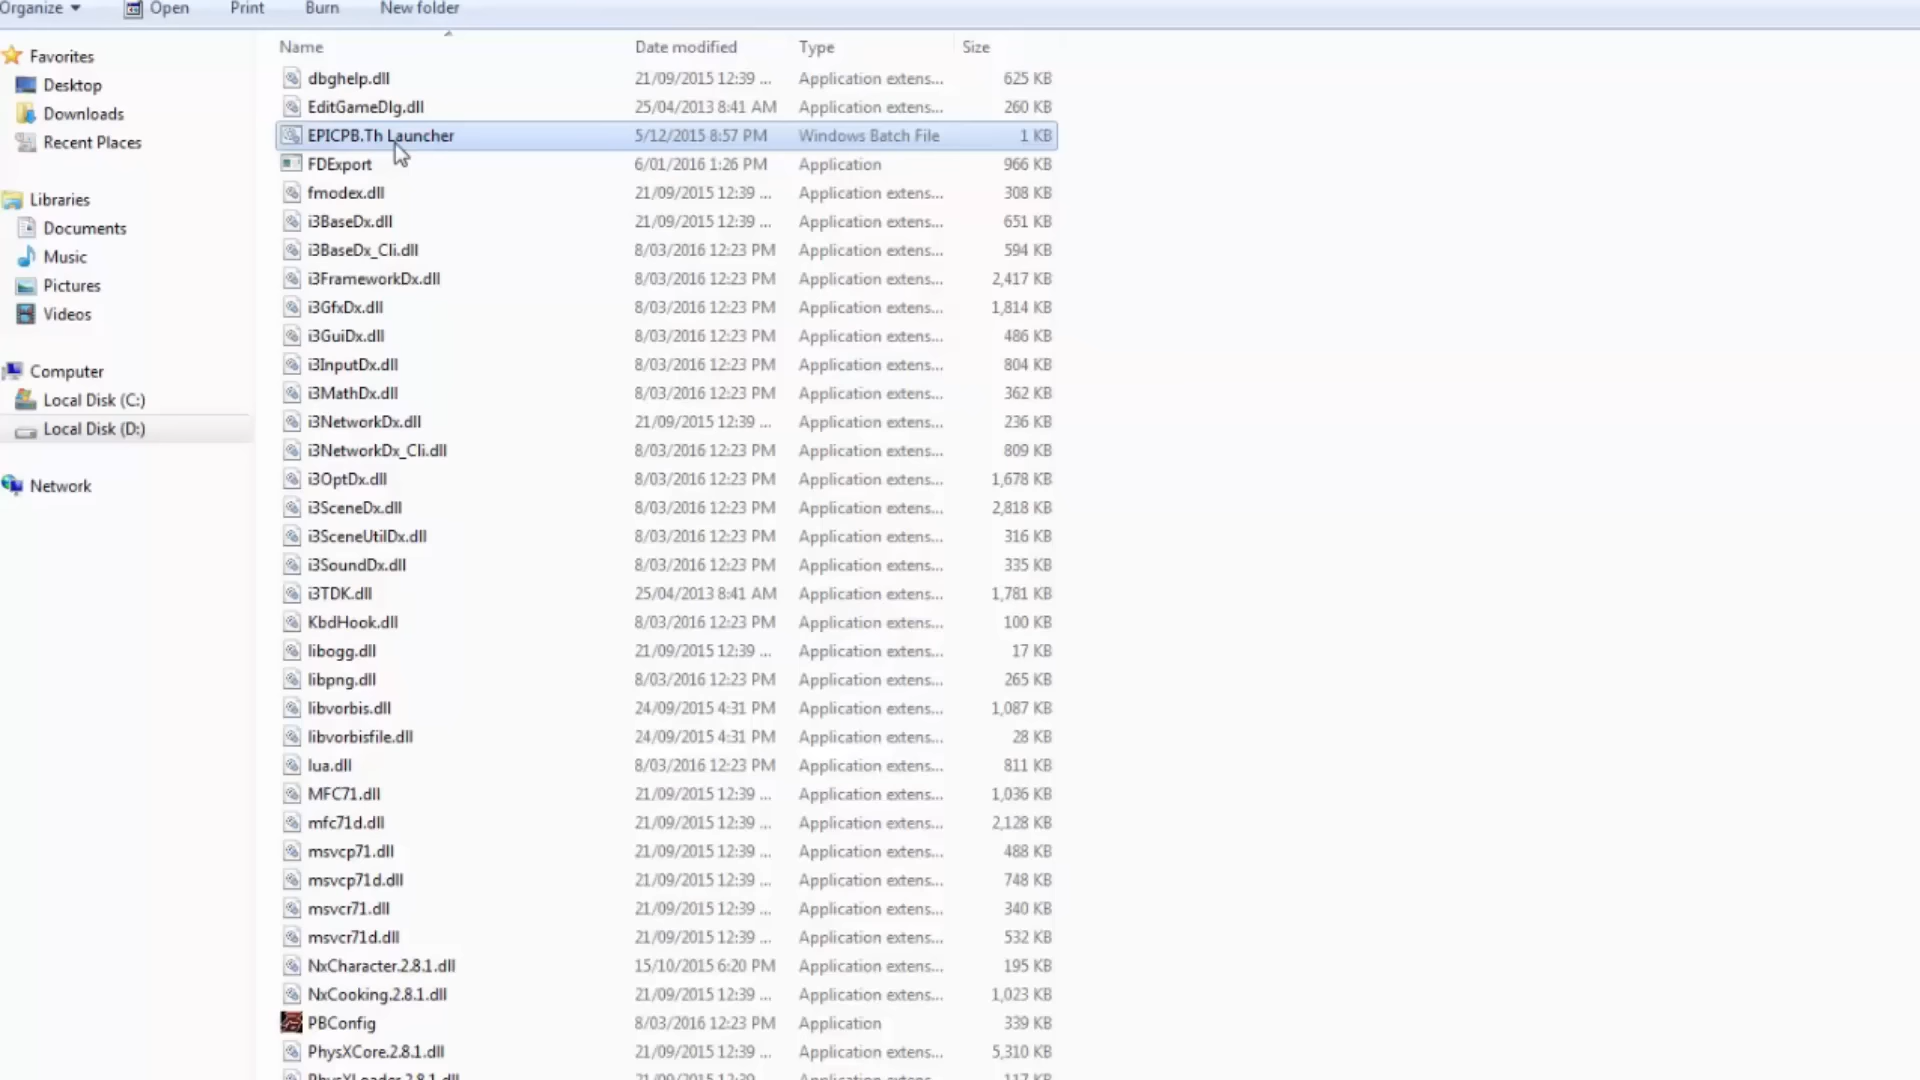 Organize Open Print Burn New folder
Name Date modified Type Size
Favorites
Desktop
Downloads
Recent Places
Libraries
Documents
Music
Pictures
Videos
Computer
Local Disk (C:)
Local Disk (D:)
Network
dbghelp.dll 21/09/2015 12:39 ... Application extens... 625 KB
EditGameDlg.dll 25/04/2013 8:41 AM Application extens... 260 KB
EPICPB.Th Launcher 5/12/2015 8:57 PM Windows Batch File 1 KB
FDExport 6/01/2016 1:26 PM Application 966 KB
fmodex.dll 21/09/2015 12:39 ... Application extens... 308 KB
i3BaseDx.dll 21/09/2015 12:39 ... Application extens... 651 KB
i3BaseDx_Cli.dll 8/03/2016 12:23 PM Application extens... 594 KB
i3FrameworkDx.dll 8/03/2016 12:23 PM Application extens... 2,417 KB
i3GfxDx.dll 8/03/2016 12:23 PM Application extens... 1,814 KB
i3GuiDx.dll 8/03/2016 12:23 PM Application extens... 486 KB
i3InputDx.dll 8/03/2016 12:23 PM Application extens... 804 KB
i3MathDx.dll 8/03/2016 12:23 PM Application extens... 362 KB
i3NetworkDx.dll 21/09/2015 12:39 ... Application extens... 236 KB
i3NetworkDx_Cli.dll 8/03/2016 12:23 PM Application extens... 809 KB
i3OptDx.dll 8/03/2016 12:23 PM Application extens... 1,678 KB
i3SceneDx.dll 8/03/2016 12:23 PM Application extens... 2,818 KB
i3SceneUtilDx.dll 8/03/2016 12:23 PM Application extens... 316 KB
i3SoundDx.dll 8/03/2016 12:23 PM Application extens... 335 KB
i3TDK.dll 25/04/2013 8:41 AM Application extens... 1,781 KB
KbdHook.dll 8/03/2016 12:23 PM Application extens... 100 KB
libogg.dll 21/09/2015 12:39 ... Application extens... 17 KB
libpng.dll 8/03/2016 12:23 PM Application extens... 265 KB
libvorbis.dll 24/09/2015 4:31 PM Application extens... 1,087 KB
libvorbisfile.dll 24/09/2015 4:31 PM Application extens... 28 KB
lua.dll 8/03/2016 12:23 PM Application extens... 811 KB
MFC71.dll 21/09/2015 12:39 ... Application extens... 1,036 KB
mfc71d.dll 21/09/2015 12:39 ... Application extens... 2,128 KB
msvcp71.dll 21/09/2015 12:39 ... Application extens... 488 KB
msvcp71d.dll 21/09/2015 12:39 ... Application extens... 748 KB
msvcr71.dll 21/09/2015 12:39 ... Application extens... 340 KB
msvcr71d.dll 21/09/2015 12:39 ... Application extens... 532 KB
NxCharacter.2.8.1.dll 15/10/2015 6:20 PM Application extens... 195 KB
NxCooking.2.8.1.dll 21/09/2015 12:39 ... Application extens... 1,023 KB
PBConfig 8/03/2016 12:23 PM Application 339 KB
PhysXCore.2.8.1.dll 21/09/2015 12:39 ... Application extens... 5,310 KB